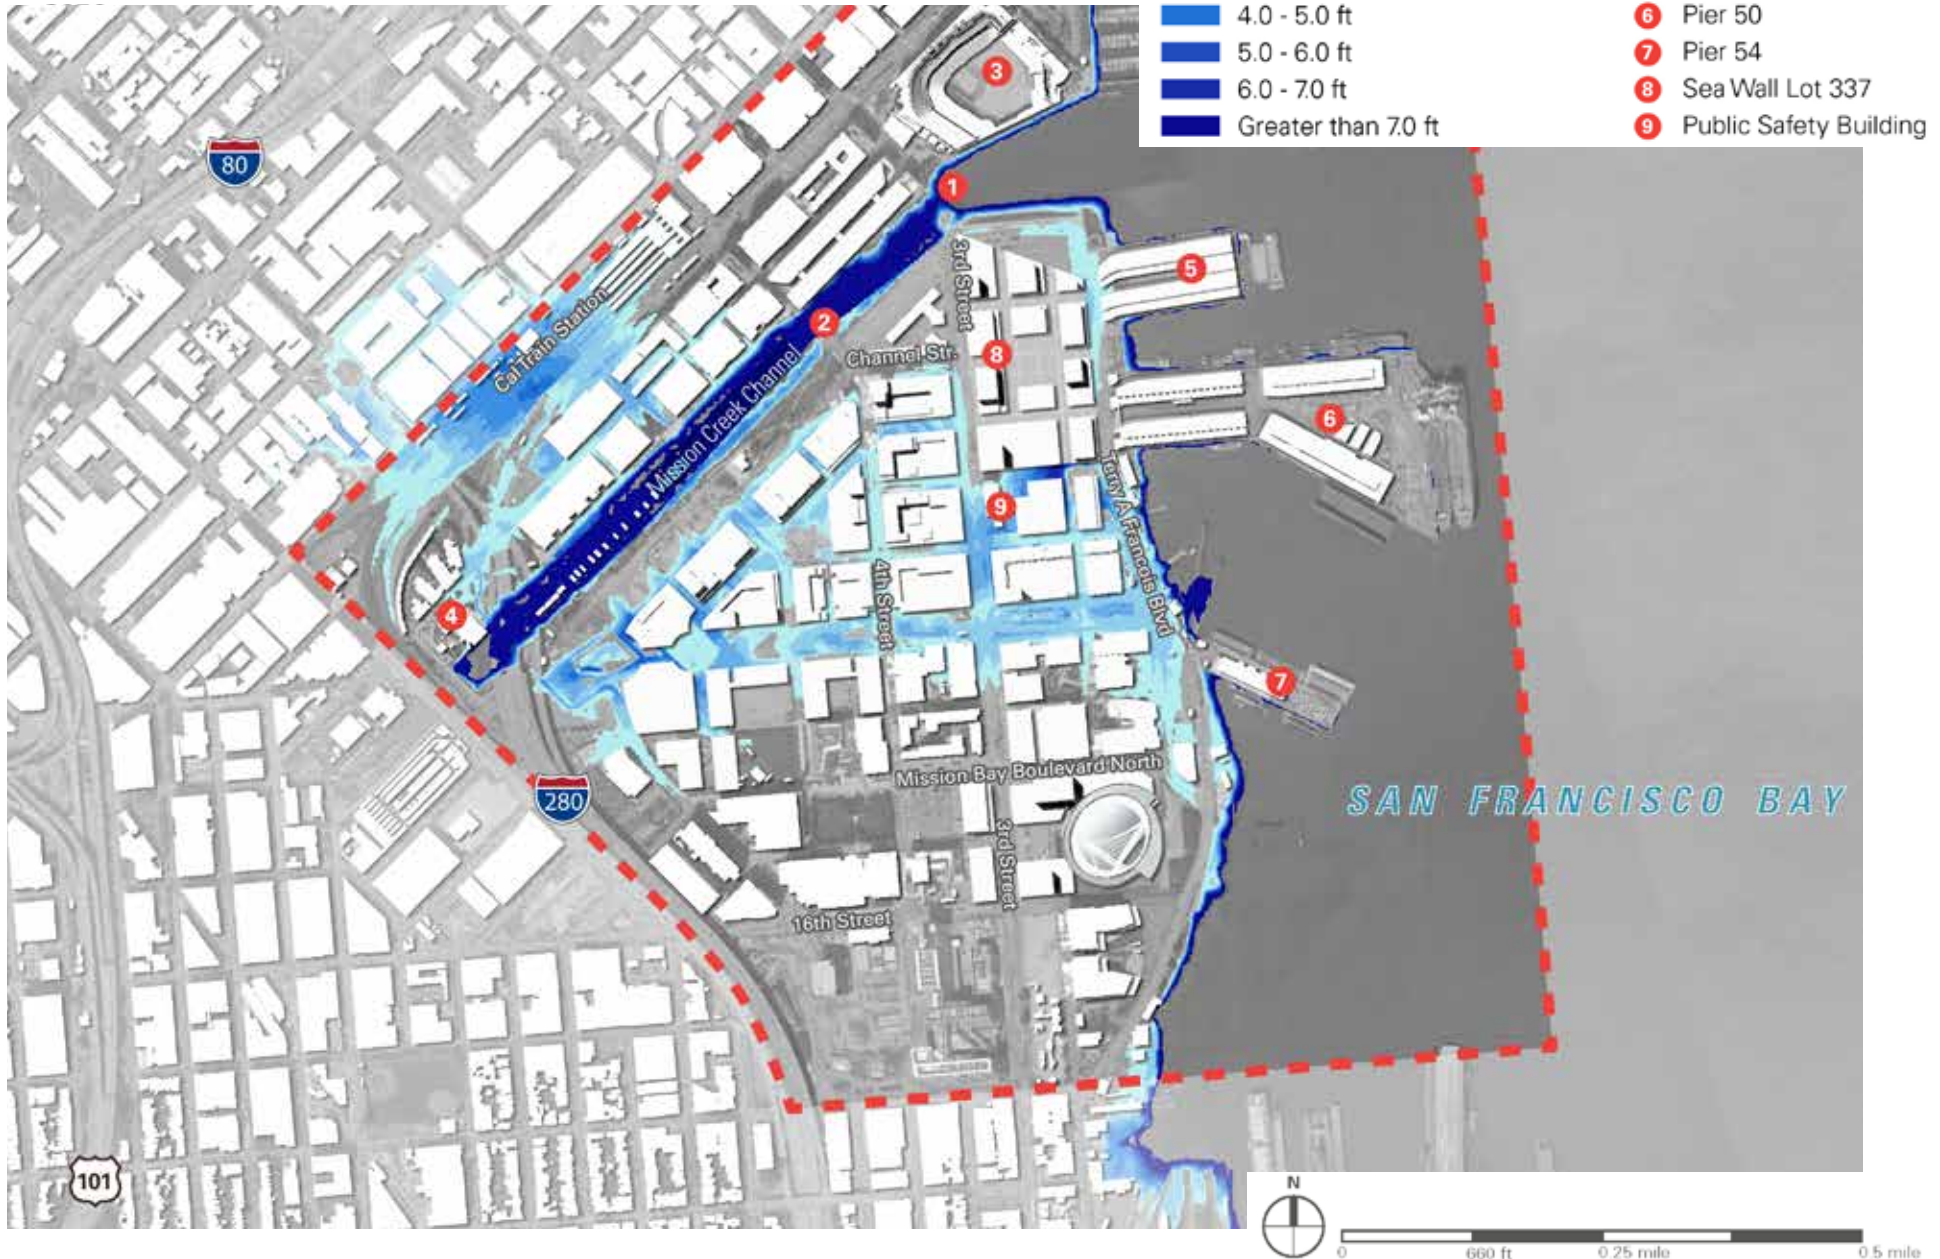 4.0 - 5.0 ft
5.0 - 6.0 ft
6.0 - 7.0 ft
Greater than 7.0 ft
6 Pier 50
7 Pier 54
8 Sea Wall Lot 337
9 Public Safety Building
3
80
1
3rd Street
5
CalTrain Station
2
Channel Str.
8
Mission Creek Channel
6
Terry A Francois Blvd
9
4th Street
4
7
Mission Bay Boulevard North
280
SAN FRANCISCO BAY
3rd Street
16th Street
101
N
0 660 ft 0.25 mile 0.5 mile